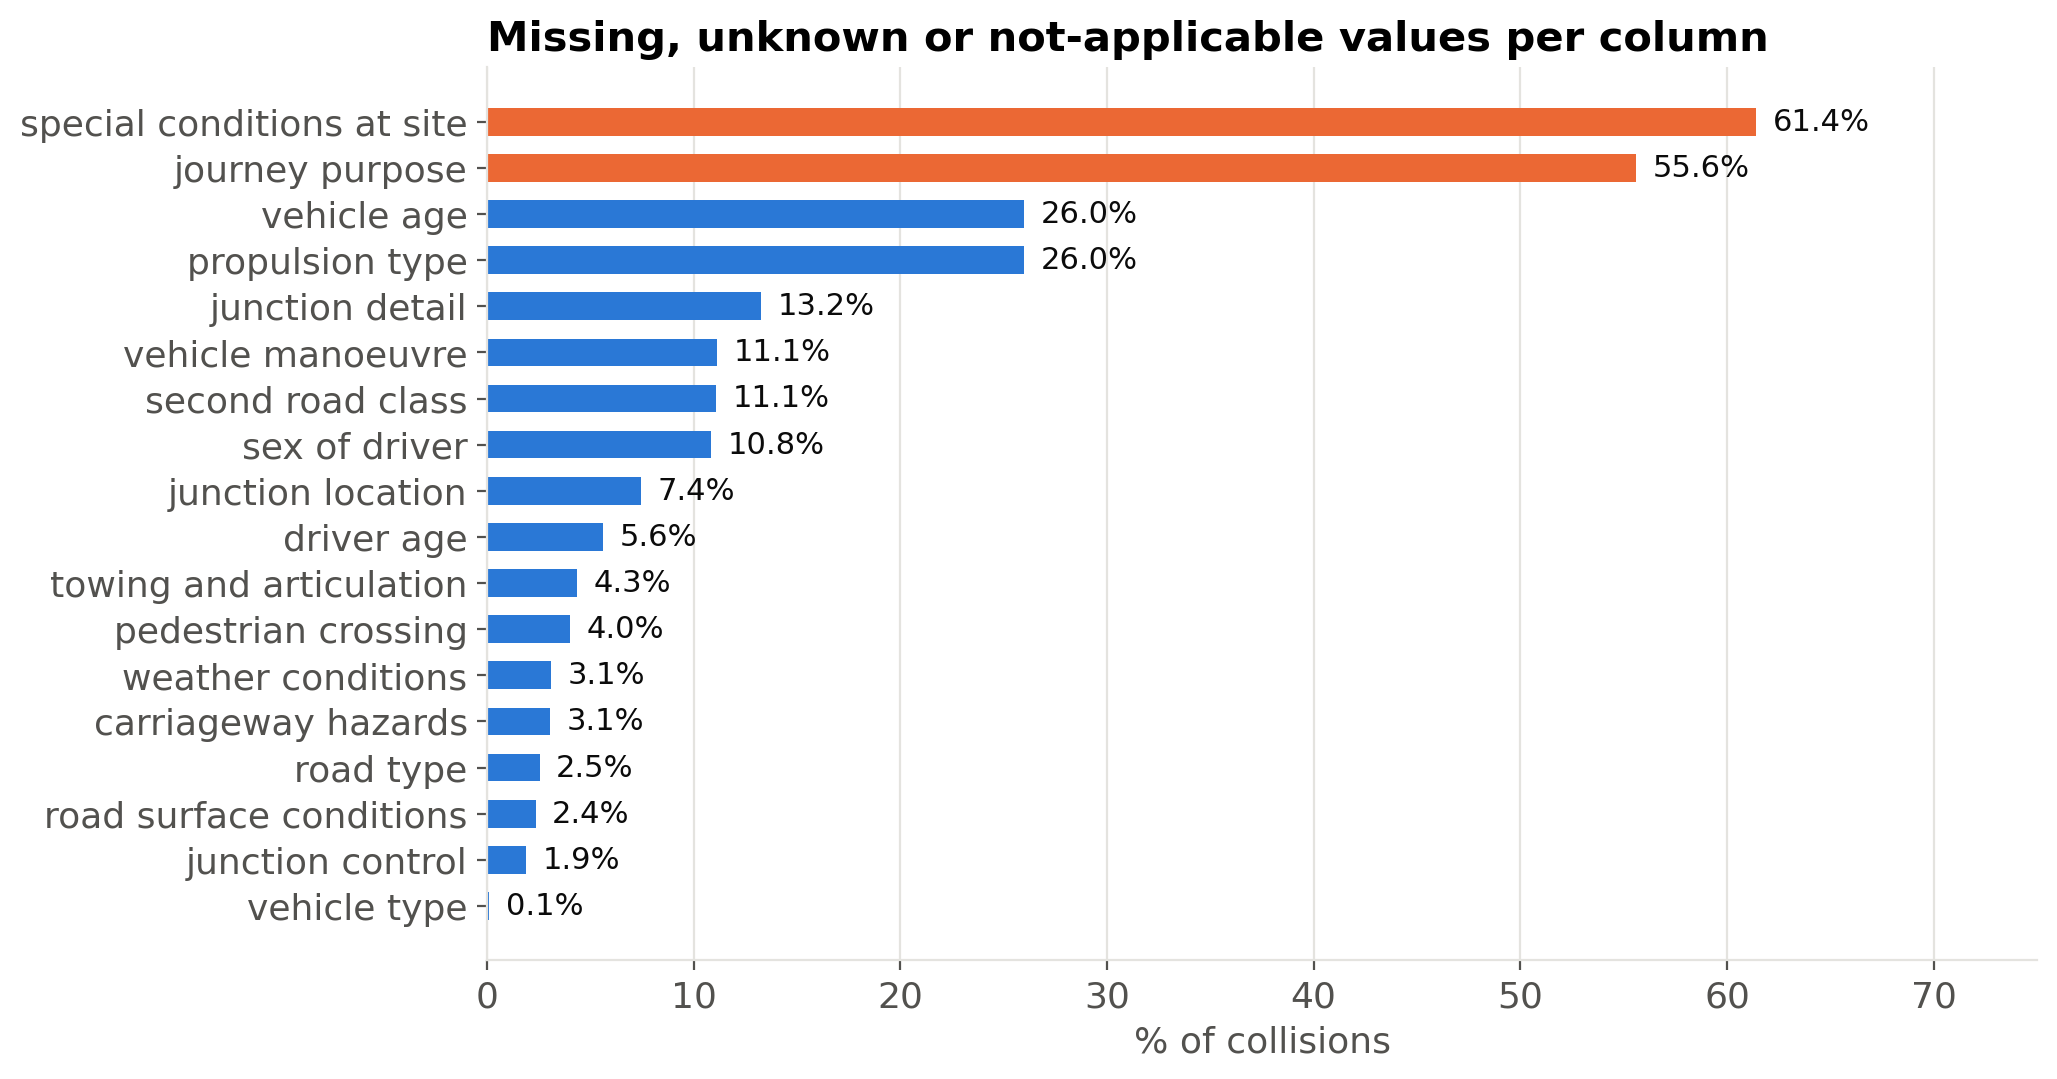 Missing, unknown or not-applicable values per column
special conditions at site 61.4%
journey purpose 55.6%
vehicle age 26.0%
propulsion type 26.0%
junction detail 13.2%
vehicle manoeuvre 11.1%
second road class 11.1%
sex of driver 10.8%
junction location 7.4%
driver age 5.6%
towing and articulation 4.3%
pedestrian crossing 4.0%
weather conditions 3.1%
carriageway hazards 3.1%
road type 2.5%
road surface conditions 2.4%
junction control 1.9%
vehicle type 0.1%
0 10 20 30 40 50 60 70
% of collisions